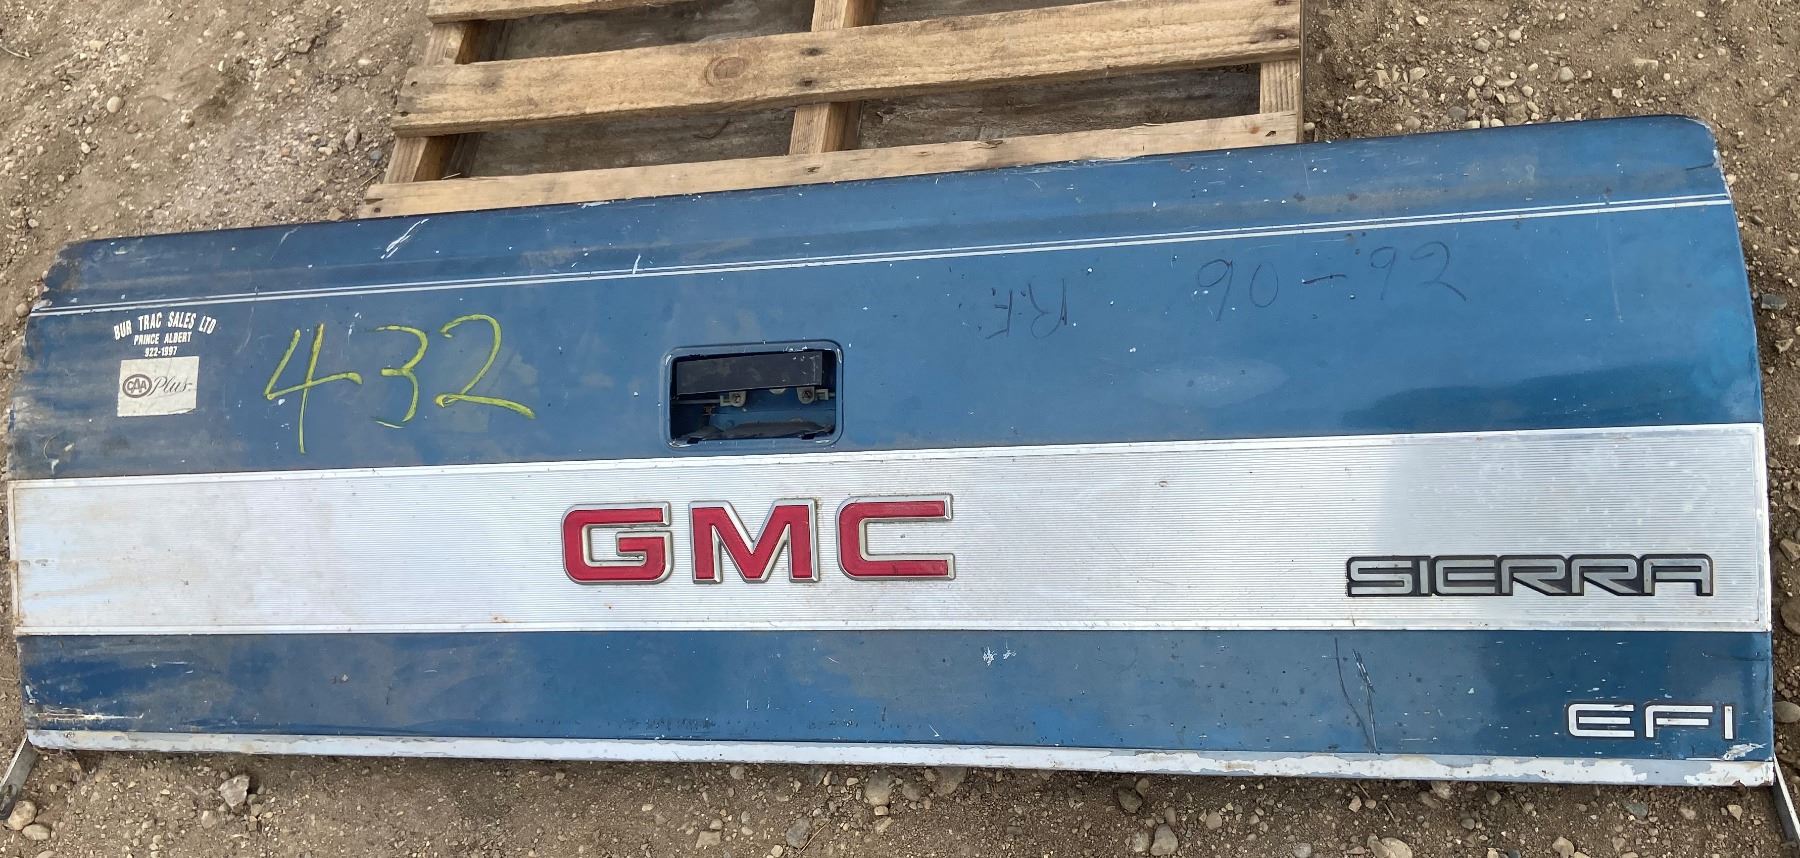 BUR TRAC SALES LTD
PRINCE ALBERT
922-1997
CAA Plus
432
R.F.
90-92
GMC
SIERRA
EFI